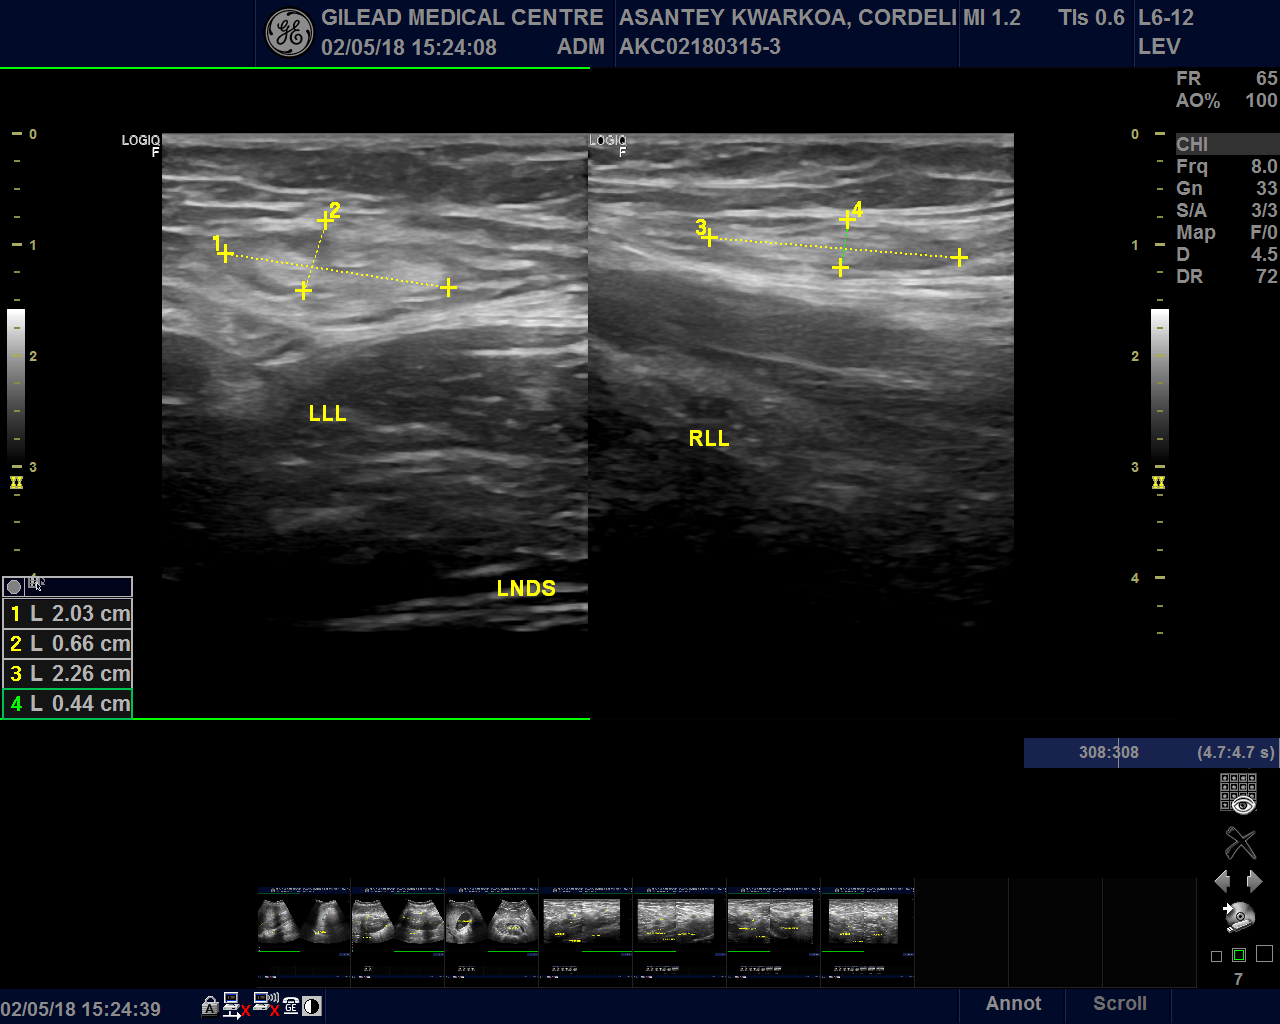 GILEAD MEDICAL CENTRE
02/05/18 15:24:08 ADM
ASANTEY KWARKOA, CORDELI
AKC02180315-3
MI 1.2 TIs 0.6
L6-12
LEV
FR 65
AO% 100
CHI
Frq 8.0
Gn 33
S/A 3/3
Map F/0
D 4.5
DR 72
LOGIQ
F
LOGIQ
F
0
1
2
3
0
1
2
3
4
1
2
3
4
LLL
RLL
LNDS
1 L 2.03 cm
2 L 0.66 cm
3 L 2.26 cm
4 L 0.44 cm
308:308 (4.7:4.7 s)
7
02/05/18 15:24:39
A
GE
Annot
Scroll